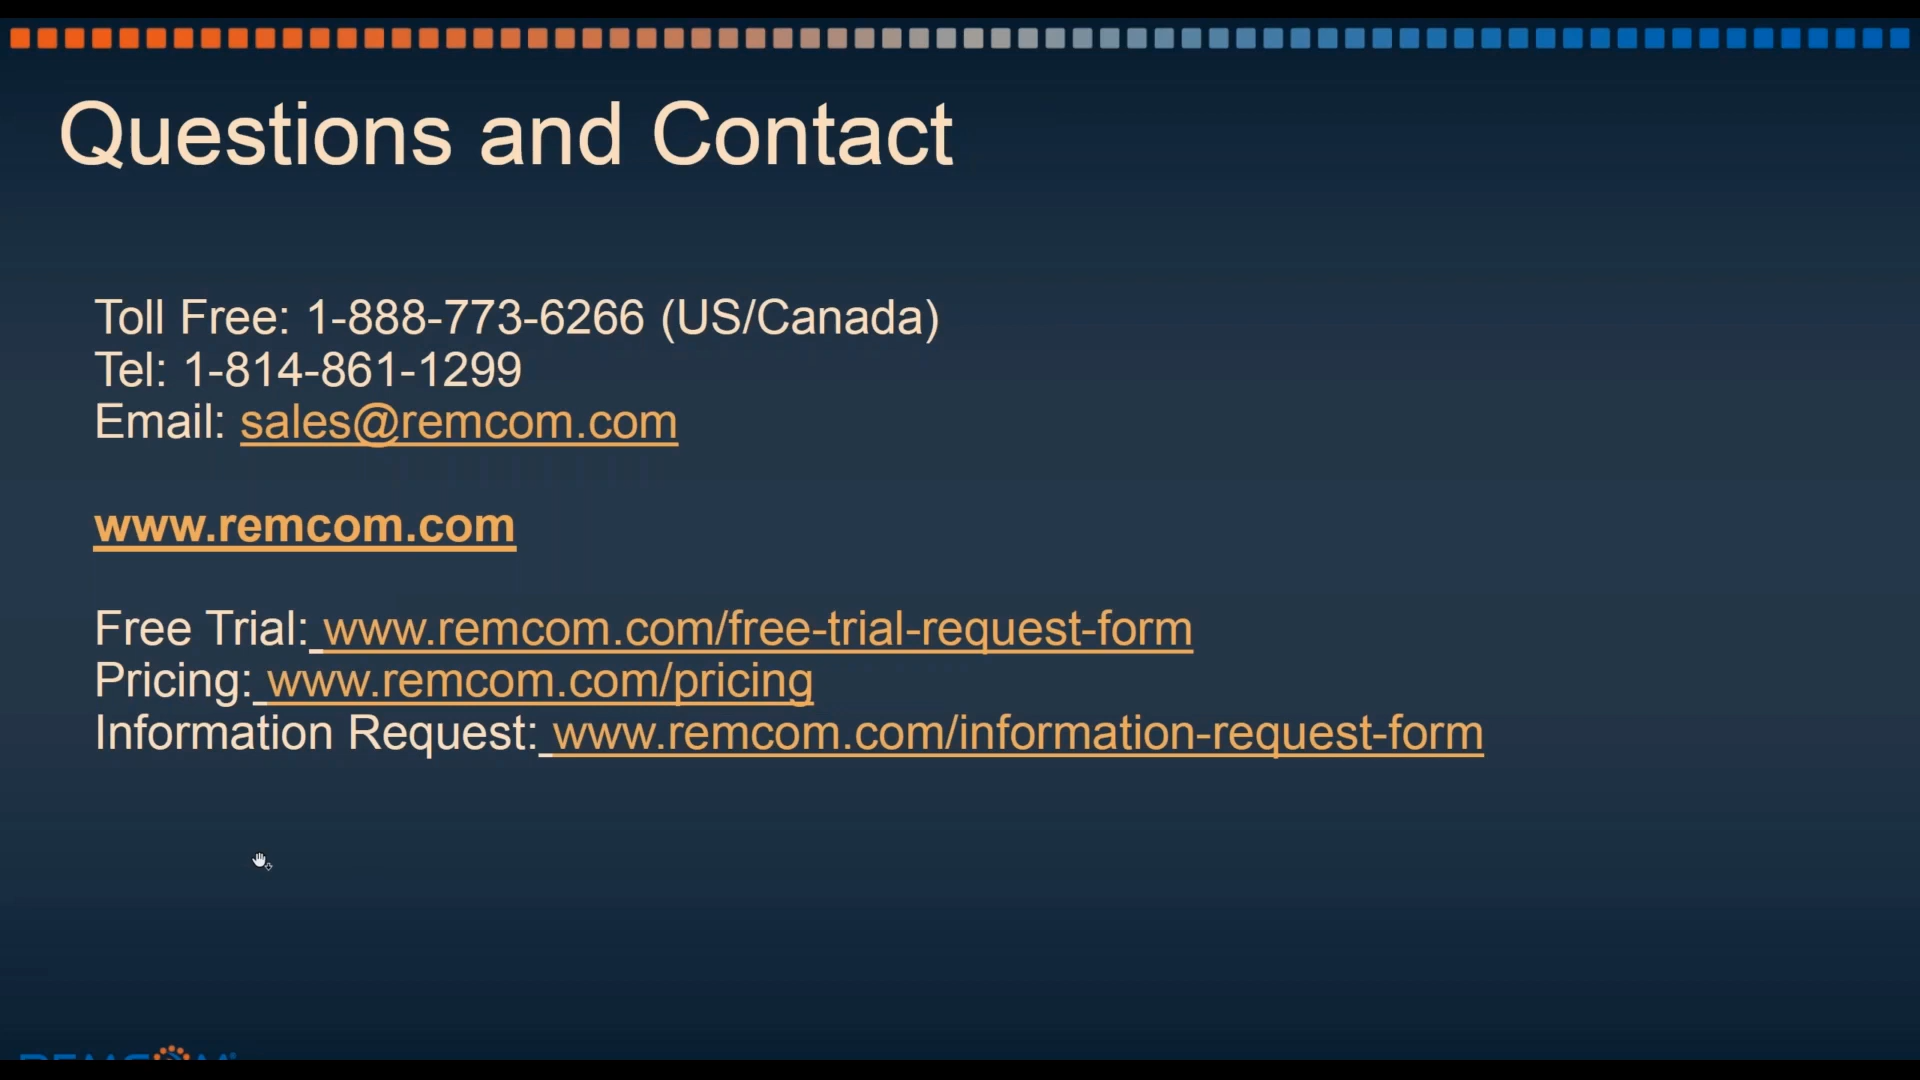 Questions and Contact
Toll Free: 1-888-773-6266 (US/Canada)
Tel: 1-814-861-1299
Email: sales@remcom.com
www.remcom.com
Free Trial: www.remcom.com/free-trial-request-form
Pricing: www.remcom.com/pricing
Information Request: www.remcom.com/information-request-form
REMCOM